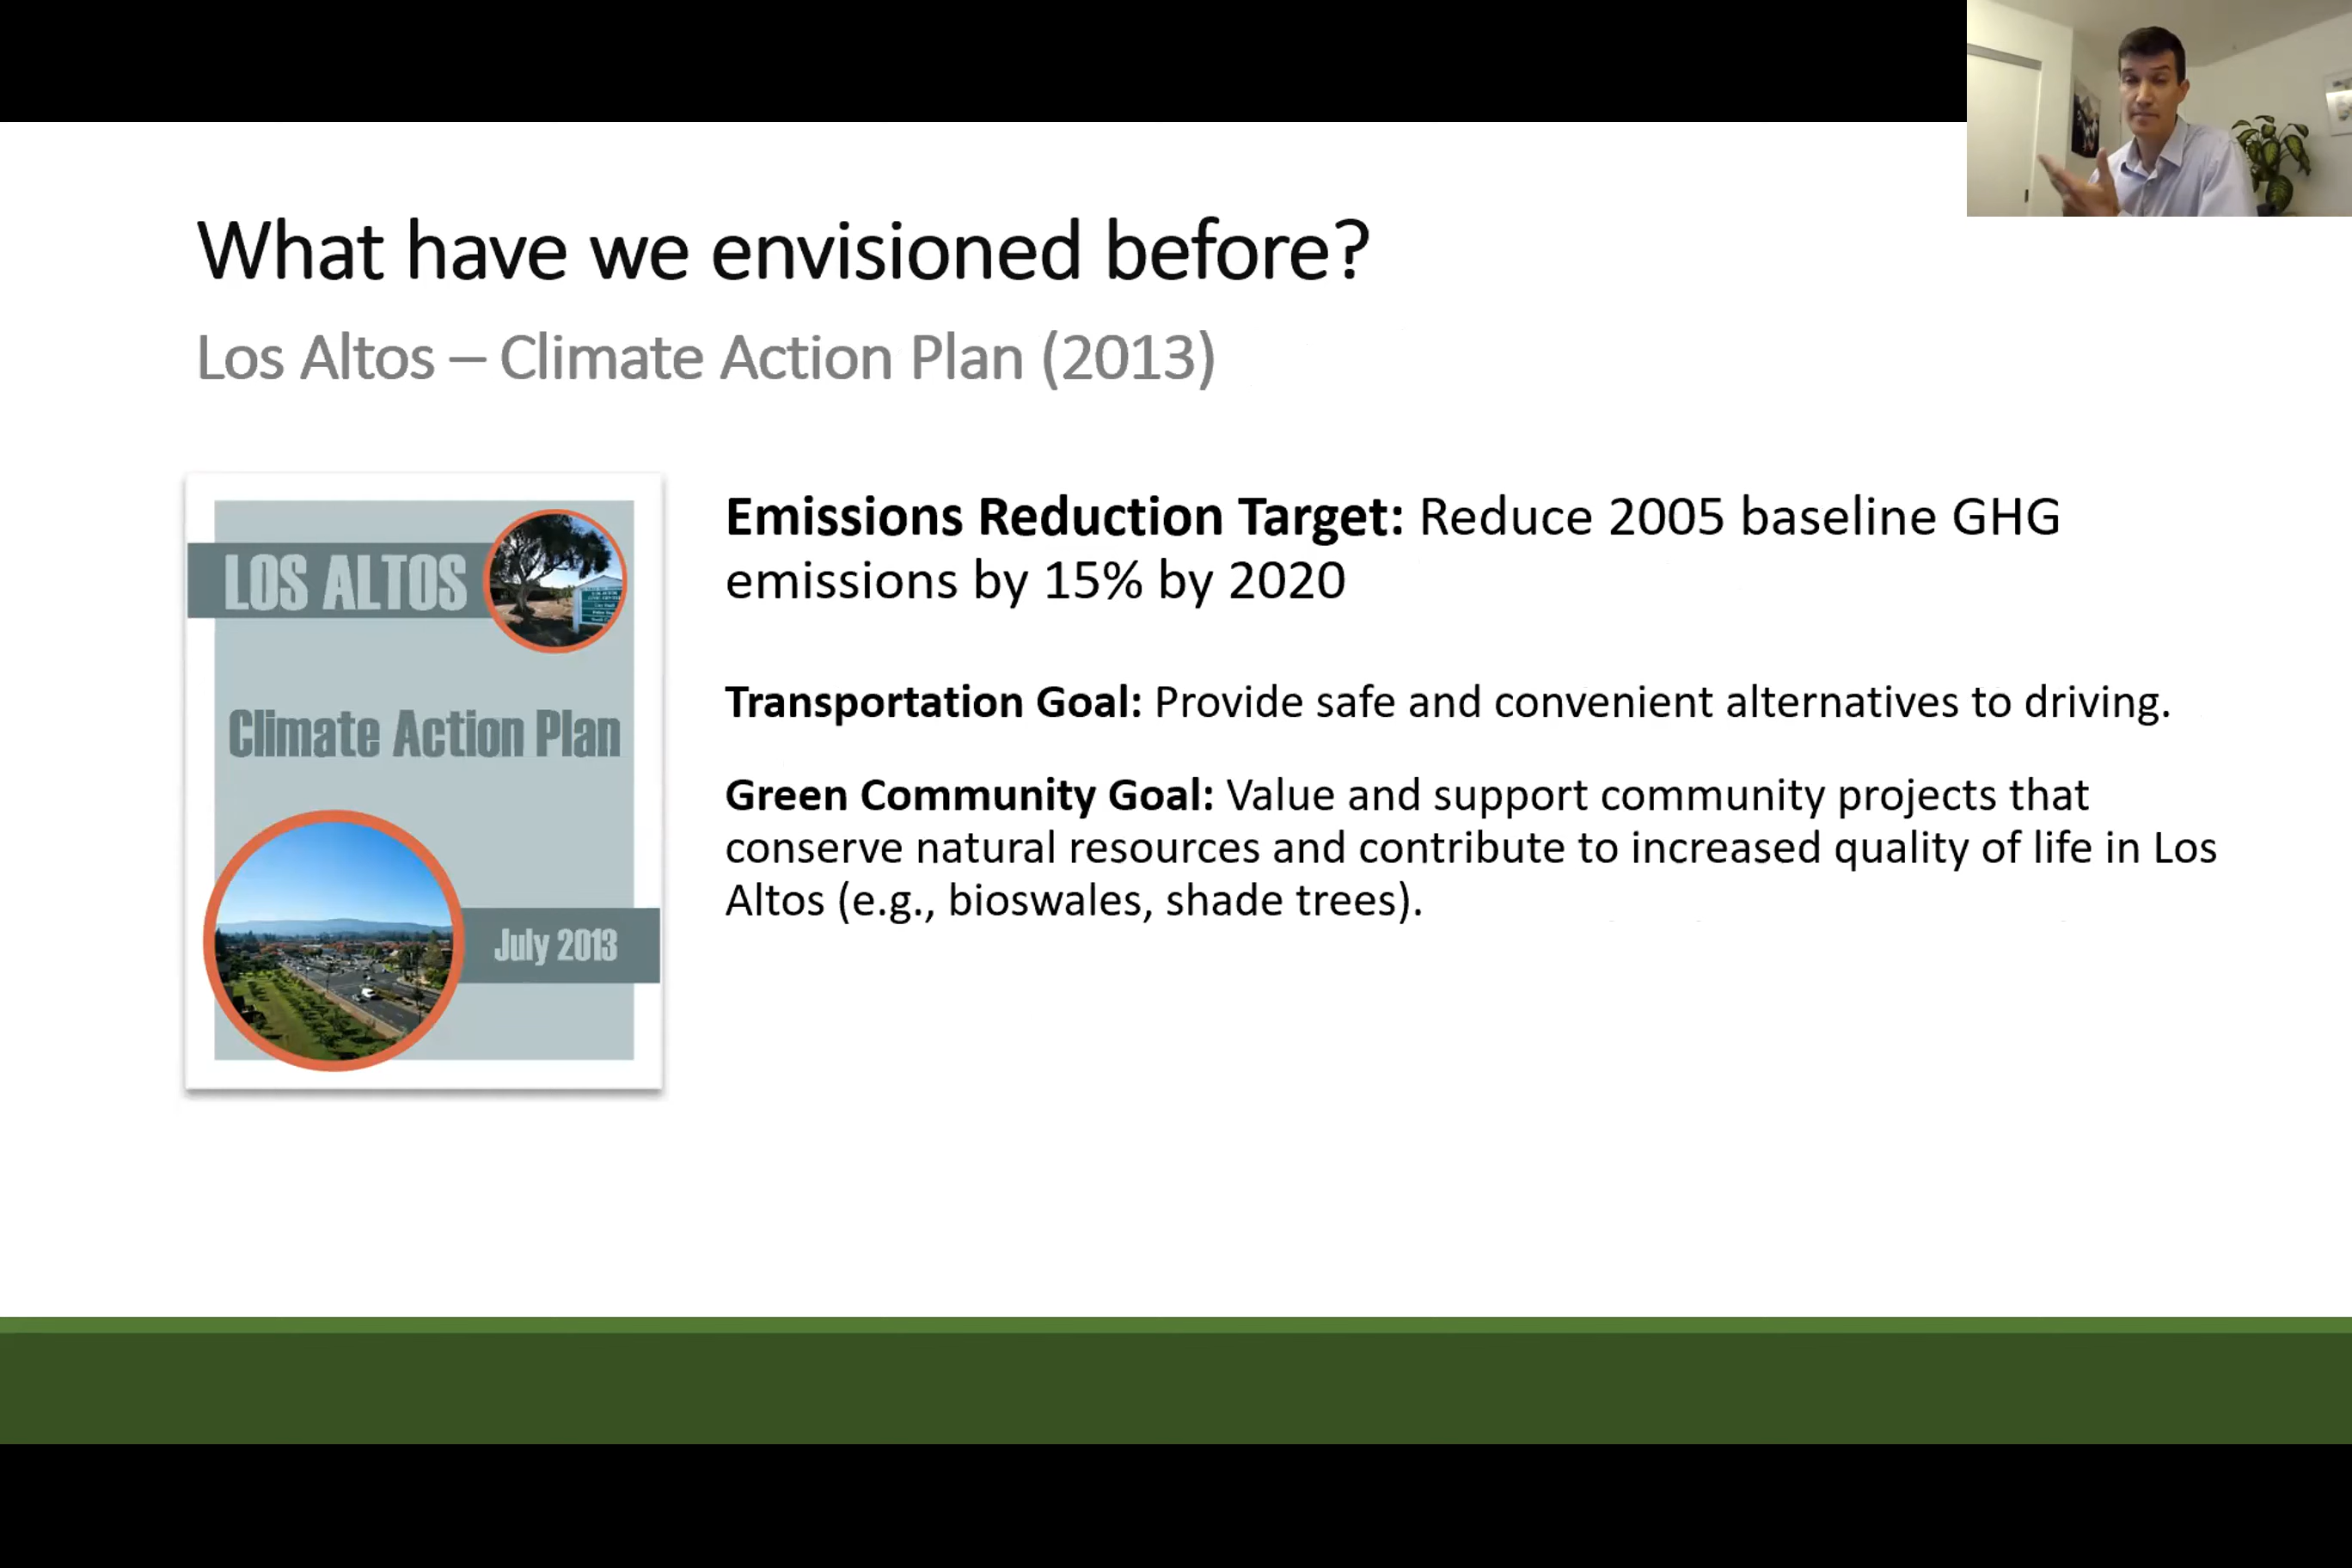 What have we envisioned before?
Los Altos – Climate Action Plan (2013)
LOS ALTOS
Climate Action Plan
July 2013
Emissions Reduction Target: Reduce 2005 baseline GHG
emissions by 15% by 2020
Transportation Goal: Provide safe and convenient alternatives to driving.
Green Community Goal: Value and support community projects that
conserve natural resources and contribute to increased quality of life in Los
Altos (e.g., bioswales, shade trees).